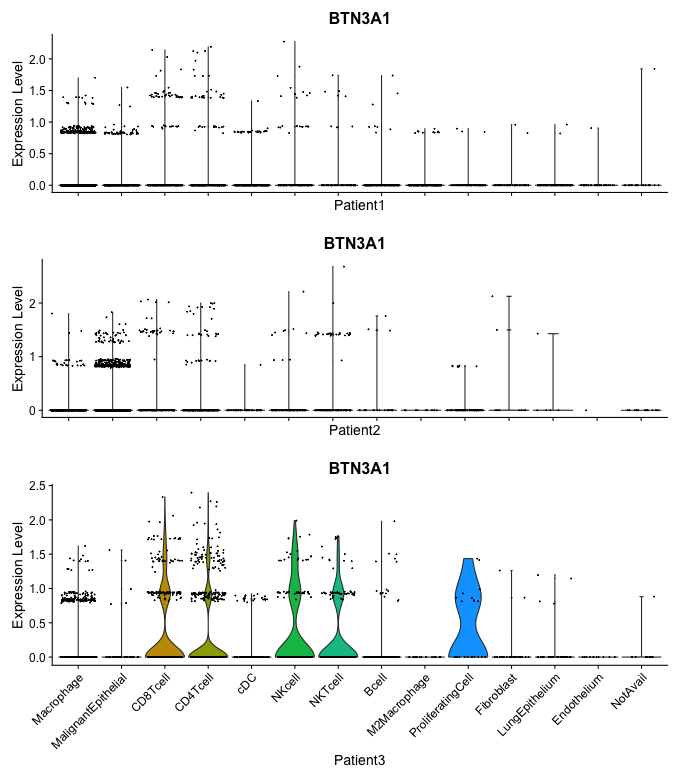 BTN3A1
Expression Level
2.0
1.5
1.0
0.5
0.0
Patient1
BTN3A1
Expression Level
2
1
0
Patient2
BTN3A1
Expression Level
2.5
2.0
1.5
1.0
0.5
0.0
Macrophage
MalignantEpithelial
CD8Tcell
CD4Tcell
cDC
NKcell
NKTcell
Bcell
M2Macrophage
ProliferatingCell
Fibroblast
LungEpithelium
Endothelium
NotAvail
Patient3